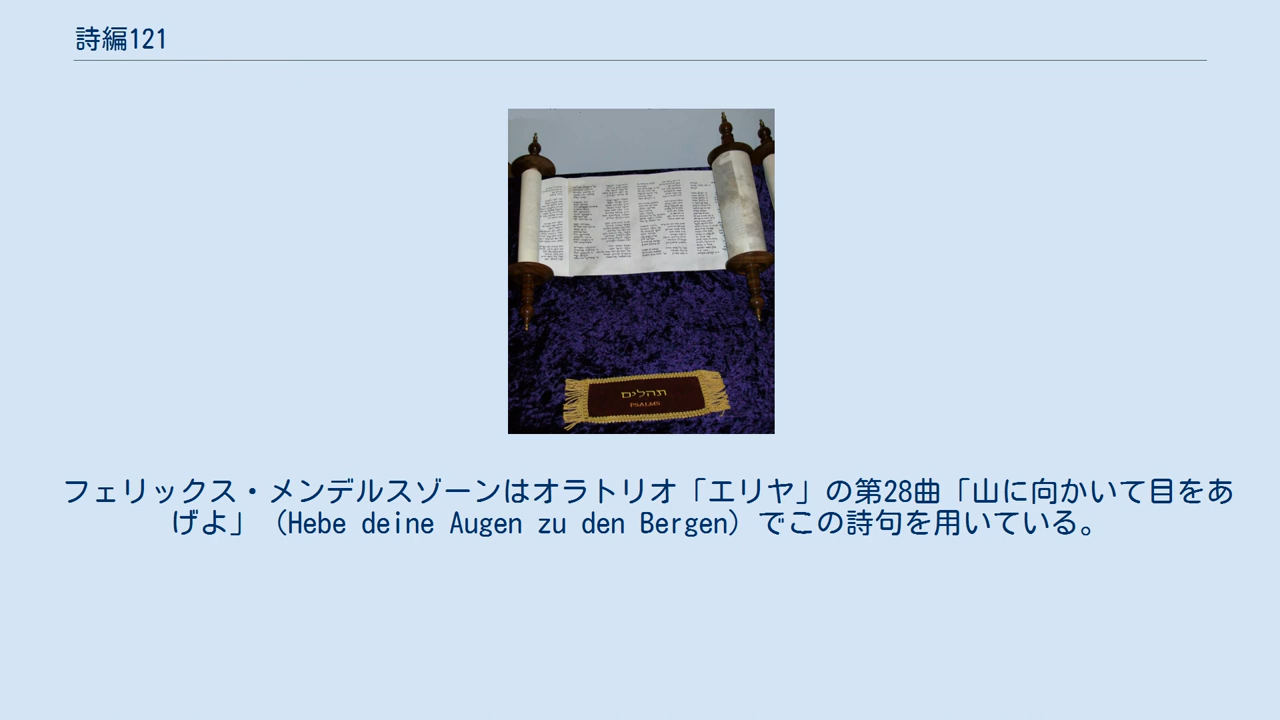 詩編121
תהלים
PSALMS
フェリックス・メンデルスゾーンはオラトリオ「エリヤ」の第28曲「山に向かいて目をあ
げよ」（Hebe deine Augen zu den Bergen）でこの詩句を用いている。